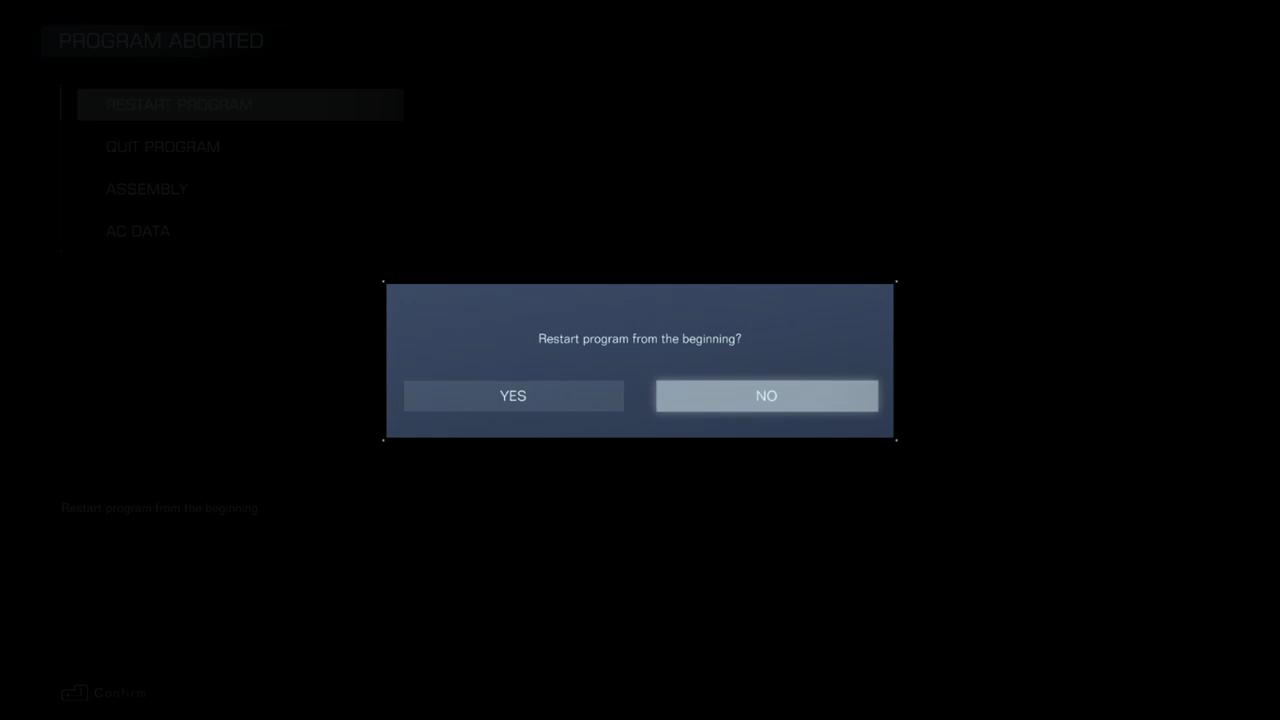 PROGRAM ABORTED
RESTART PROGRAM
QUIT PROGRAM
ASSEMBLY
AC DATA
Restart program from the beginning?
YES
NO
Restart program from the beginning
Confirm